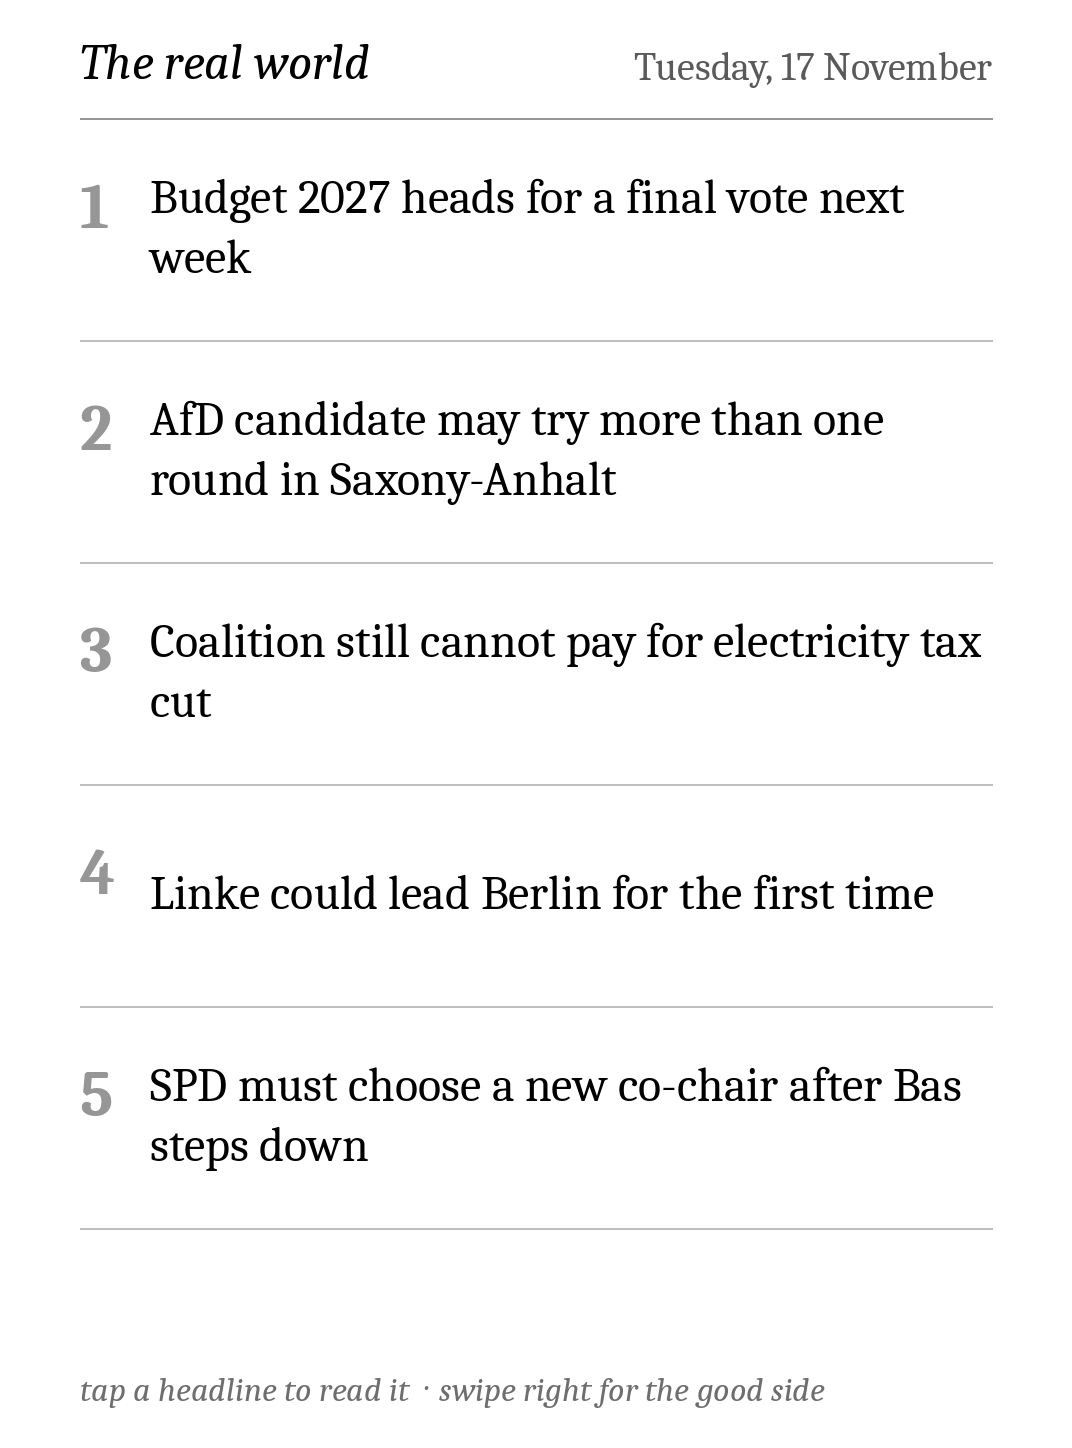 The real world
Tuesday, 17 November
1
Budget 2027 heads for a final vote next
week
2
AfD candidate may try more than one
round in Saxony-Anhalt
3
Coalition still cannot pay for electricity tax
cut
4
Linke could lead Berlin for the first time
5
SPD must choose a new co-chair after Bas
steps down
tap a headline to read it · swipe right for the good side